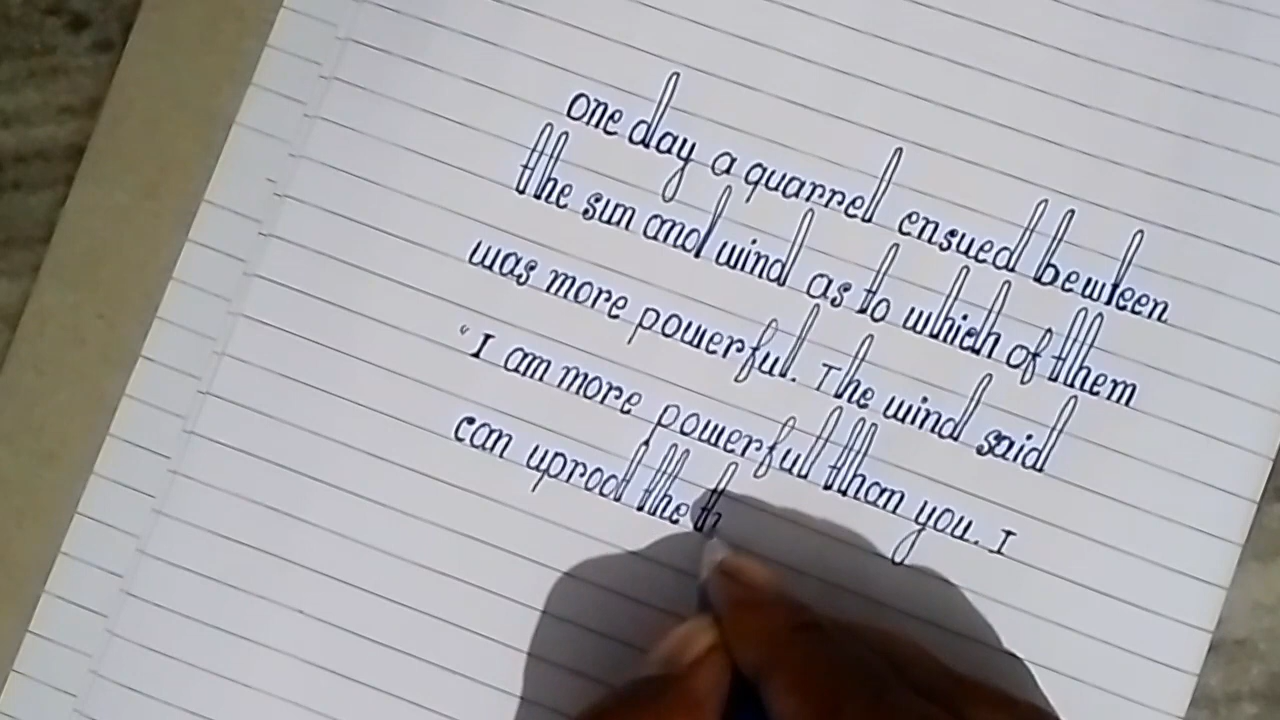 one day a quarrel ensued bewteen
the sun and wind as to which of them
was more powerful. The wind said
"I am more powerful than you. I
can uproot the